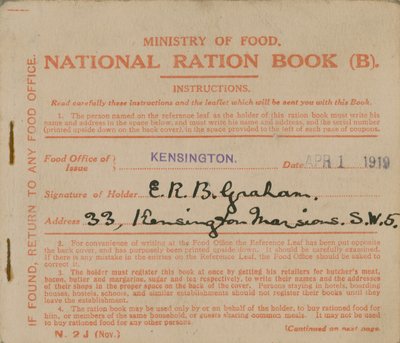 MINISTRY OF FOOD.
NATIONAL RATION BOOK (B).
INSTRUCTIONS.
Read carefully these instructions and the leaflet which will be sent you with this Book.
1. The person named on the reference leaf as the holder of this ration book must write his
name and address in the space below, and must write his name and address, and the serial number
(printed upside down on the back cover), in the space provided to the left of each page of coupons.
Food Office of Issue KENSINGTON. Date APR 1 1919
Signature of Holder E.R.B. Graham.
Address 33, Kensington Mansions. S.W.5.
2. For convenience of writing at the Food Office the Reference Leaf has been put opposite
the back cover, and has purposely been printed upside down. It should be carefully examined.
If there is any mistake in the entries on the Reference Leaf, the Food Office should be asked to
correct it.
3. The holder must register this book at once by getting his retailers for butcher's meat,
bacon, butter and margarine, sugar and tea respectively, to write their names and the addresses
of their shops in the proper space on the back of the cover. Persons staying in hotels, boarding
houses, hostels, schools, and similar establishments should not register their books until they
leave the establishment.
4. The ration book may be used only by or on behalf of the holder, to buy rationed food for
him, or members of the same household, or guests sharing common meals. It may not be used
to buy rationed food for any other persons.
N. 2J (Nov.)
[Continued on next page.
IF FOUND, RETURN TO ANY FOOD OFFICE.